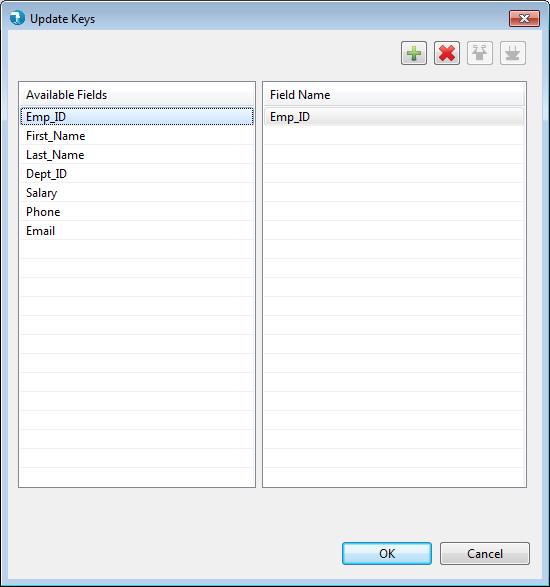 Update Keys
Available Fields
Field Name
Emp_ID
Emp_ID
First_Name
Last_Name
Dept_ID
Salary
Phone
Email
OK
Cancel